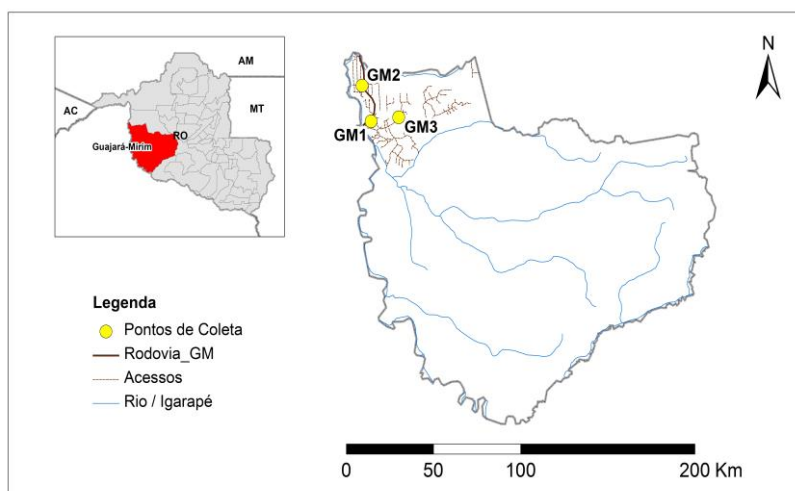 AM
AC
MT
RO
Guajará-Mirim
N
GM2
GM1
GM3
Legenda
Pontos de Coleta
Rodovia_GM
Acessos
Rio / Igarapé
0 50 100 200 Km